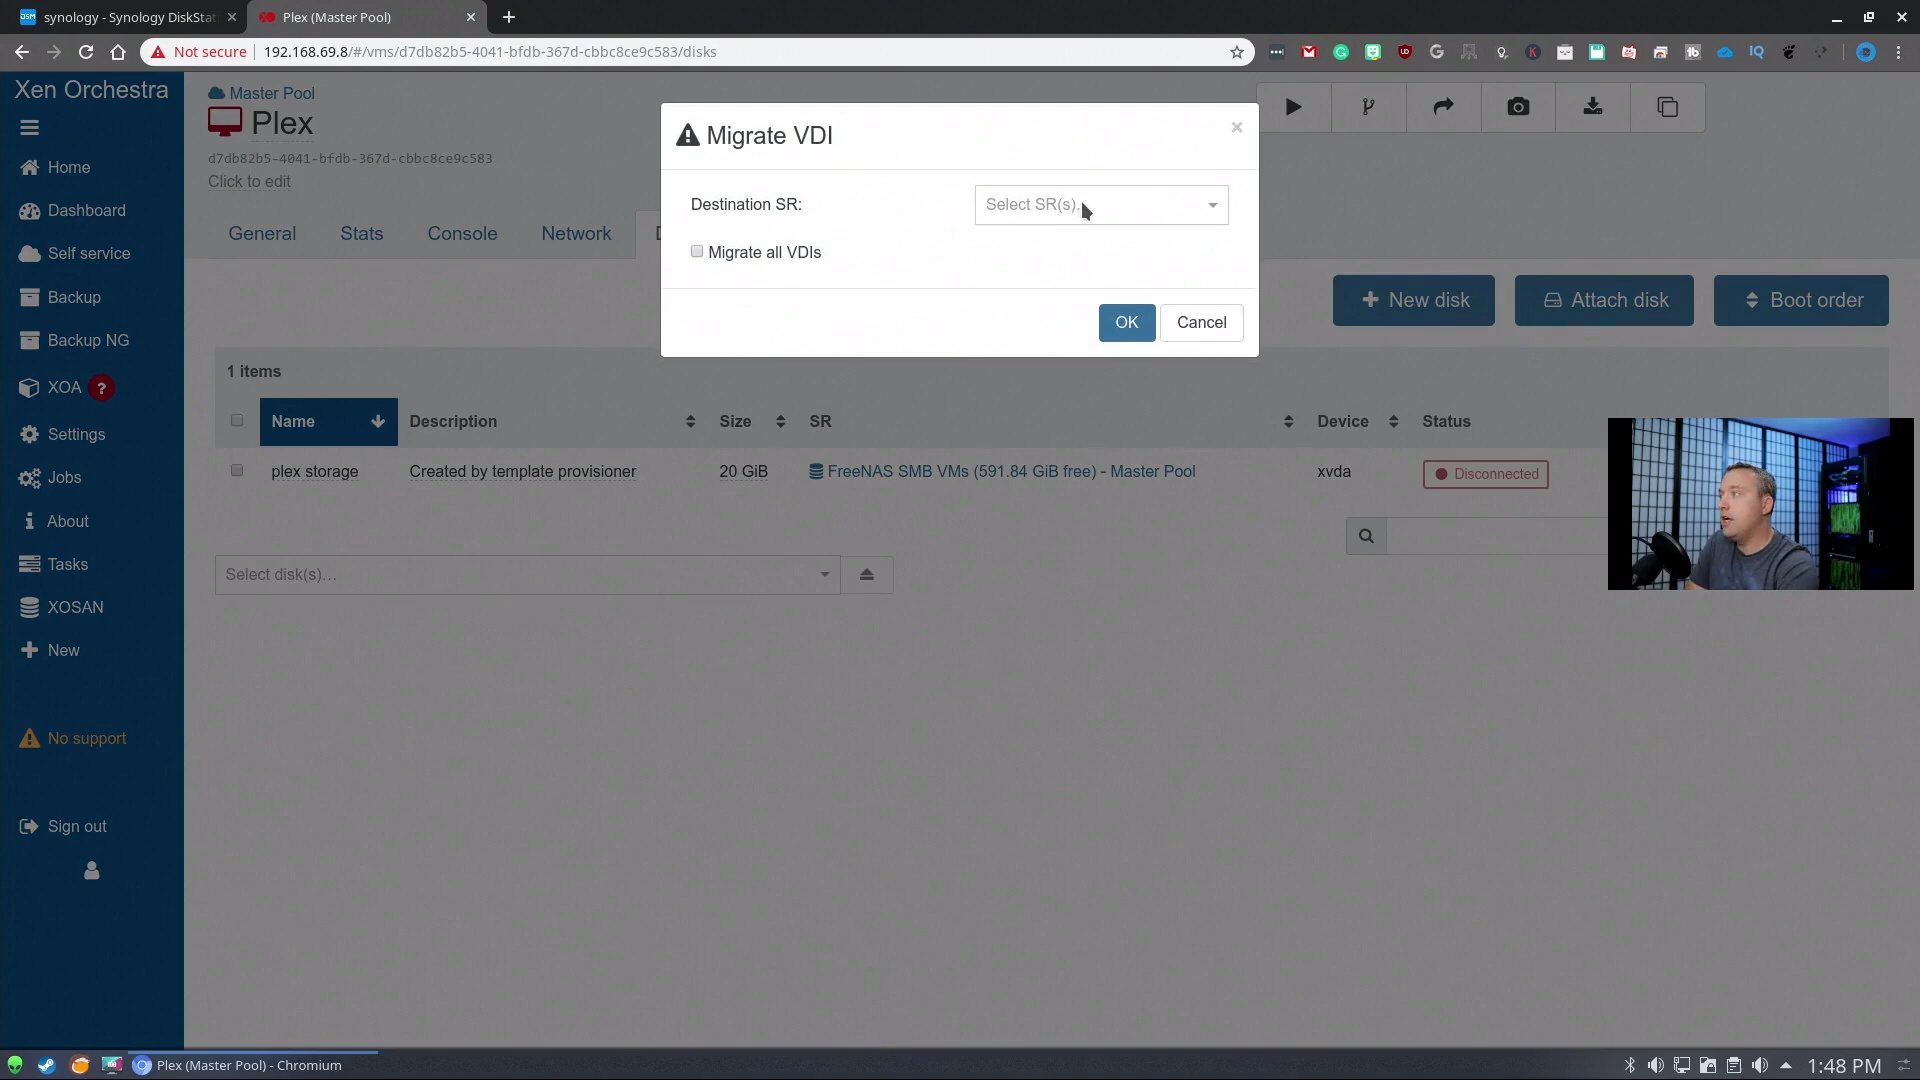 synology - Synology DiskStat
Plex (Master Pool)
Not secure
192.168.69.8/#/vms/d7db82b5-4041-bfdb-367d-cbbc8ce9c583/disks
Xen Orchestra
Home
Dashboard
Self service
Backup
Backup NG
XOA ?
Settings
Jobs
About
Tasks
XOSAN
New
No support
Sign out
Master Pool
Plex
d7db82b5-4041-bfdb-367d-cbbc8ce9c583
Click to edit
General Stats Console Network D
Migrate VDI
×
Destination SR:
Select SR(s)
Migrate all VDIs
OK
Cancel
New disk
Attach disk
Boot order
1 items
Name Description Size SR Device Status
plex storage Created by template provisioner 20 GiB FreeNAS SMB VMs (591.84 GiB free) - Master Pool xvda Disconnected
Select disk(s)...
Plex (Master Pool) - Chromium
1:48 PM